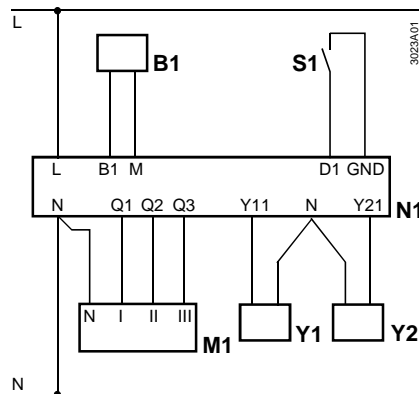 L
3023A01
B1
S1
L B1 M D1 GND
N Q1 Q2 Q3 Y11 N Y21
N1
N I II III
M1
Y1
Y2
N